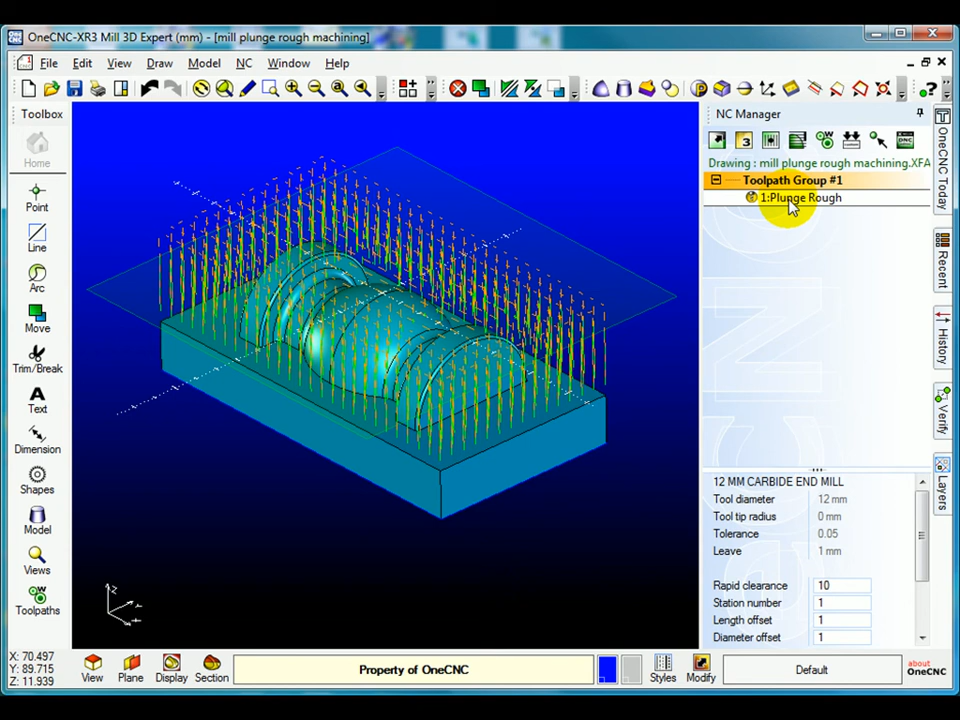 OneCNC-XR3 Mill 3D Expert (mm) - [mill plunge rough machining]
File Edit View Draw Model NC Window Help
Toolbox
Home
Point
Line
Arc
Move
Trim/Break
Text
Dimension
Shapes
Model
Views
Toolpaths
NC Manager
Drawing : mill plunge rough machining.XFA
Toolpath Group #1
1:Plunge Rough
12 MM CARBIDE END MILL
Tool diameter 12 mm
Tool tip radius 0 mm
Tolerance 0.05
Leave 1 mm
Rapid clearance 10
Station number 1
Length offset 1
Diameter offset 1
OneCNC Today
Recent
History
Verify
Layers
X: 70.497
Y: 89.715
Z: 11.939
View Plane Display Section
Property of OneCNC
Styles Modify
Default
about
OneCNC